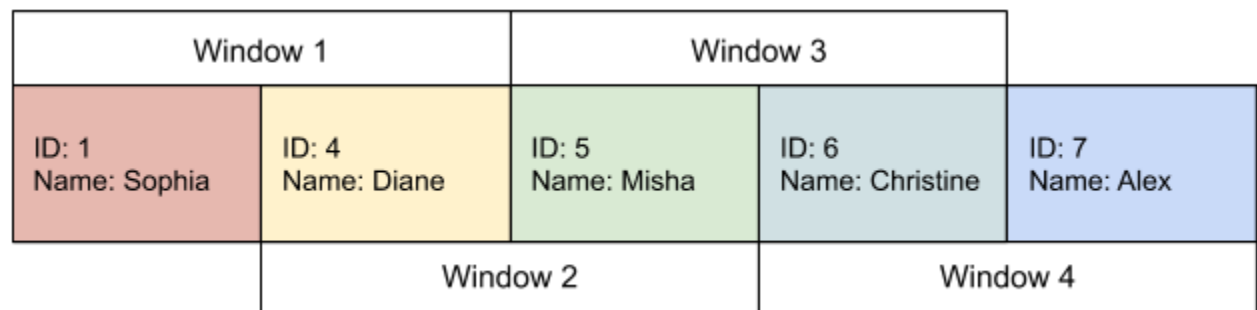 Window 1
Window 3
ID: 1
Name: Sophia
ID: 4
Name: Diane
ID: 5
Name: Misha
ID: 6
Name: Christine
ID: 7
Name: Alex
Window 2
Window 4